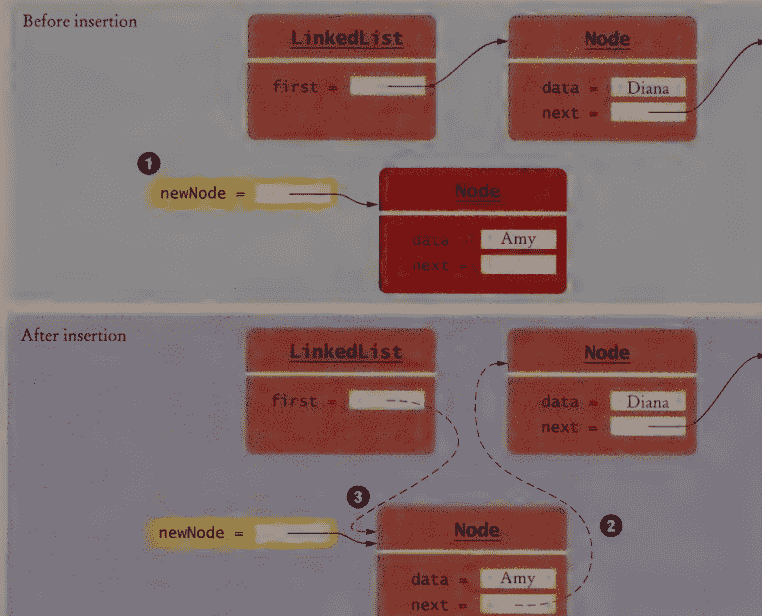 Before insertion
LinkedList
Node
first =
data = Diana
next =
1
newNode =
Node
data = Amy
next =
After insertion
LinkedList
Node
first =
data = Diana
next =
3
2
newNode =
Node
data = Amy
next =